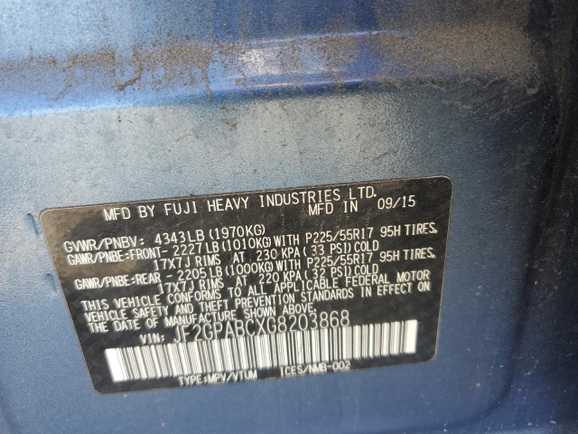 MFD BY FUJI HEAVY INDUSTRIES LTD.
MFD IN 09/15
GVWR/PNBV: 4343LB(1970KG)
GAWR/PNBE:FRONT-2227LB(1010KG)WITH P225/55R17 95H TIRES.
17X7J RIMS AT 230 KPA(33 PSI)COLD
GAWR/PNBE:REAR -2205LB(1000KG)WITH P225/55R17 95H TIRES.
17X7J RIMS AT 220 KPA(32 PSI)COLD
THIS VEHICLE CONFORMS TO ALL APPLICABLE FEDERAL MOTOR
VEHICLE SAFETY AND THEFT PREVENTION STANDARDS IN EFFECT
ON THE DATE OF MANUFACTURE SHOWN ABOVE.
VIN: JF2GPABCXG8203868
TYPE:MPV/VTUM ICES/NMB-002